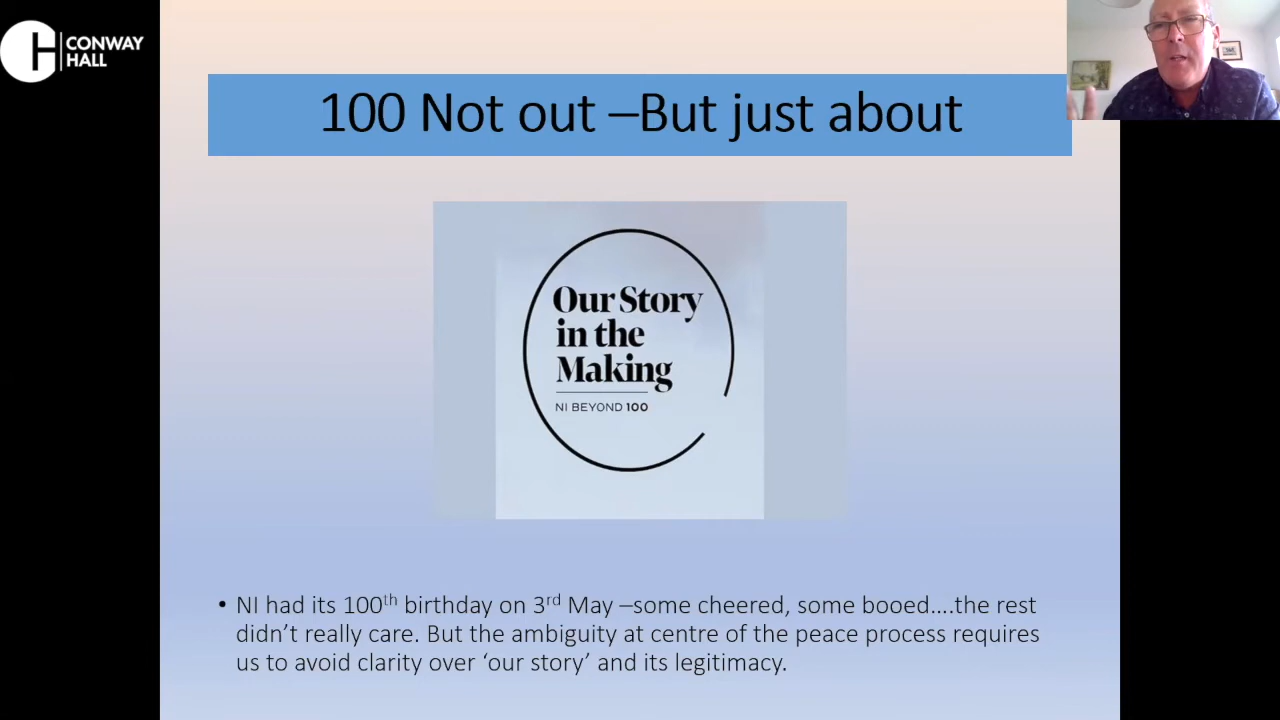 CONWAY
HALL
100 Not out –But just about
Our Story
in the
Making
NI BEYOND 100
• NI had its 100th birthday on 3rd May –some cheered, some booed….the rest
didn’t really care. But the ambiguity at centre of the peace process requires
us to avoid clarity over ‘our story’ and its legitimacy.